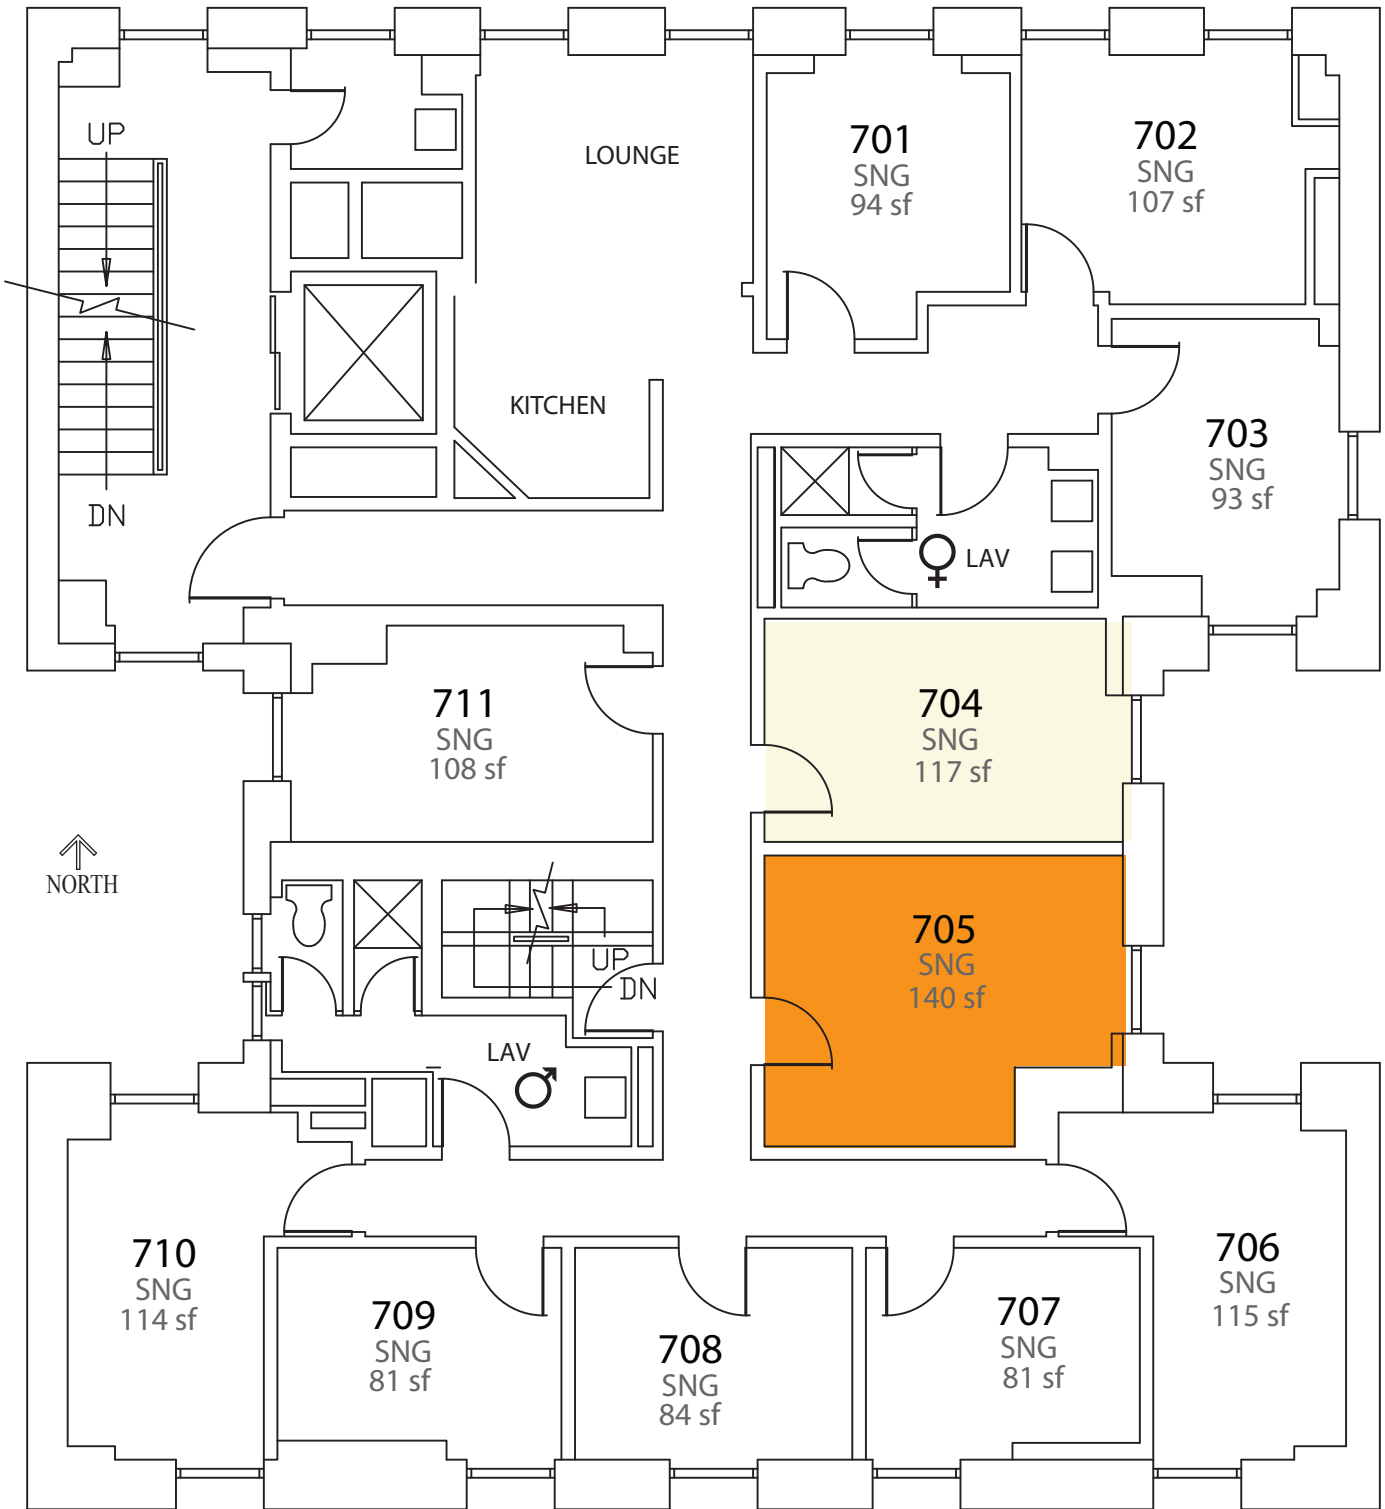 UP
LOUNGE
701
SNG
94 sf
702
SNG
107 sf
KITCHEN
703
SNG
93 sf
DN
LAV
711
SNG
108 sf
704
SNG
117 sf
NORTH
705
SNG
140 sf
UP
DN
LAV
710
SNG
114 sf
709
SNG
81 sf
708
SNG
84 sf
707
SNG
81 sf
706
SNG
115 sf